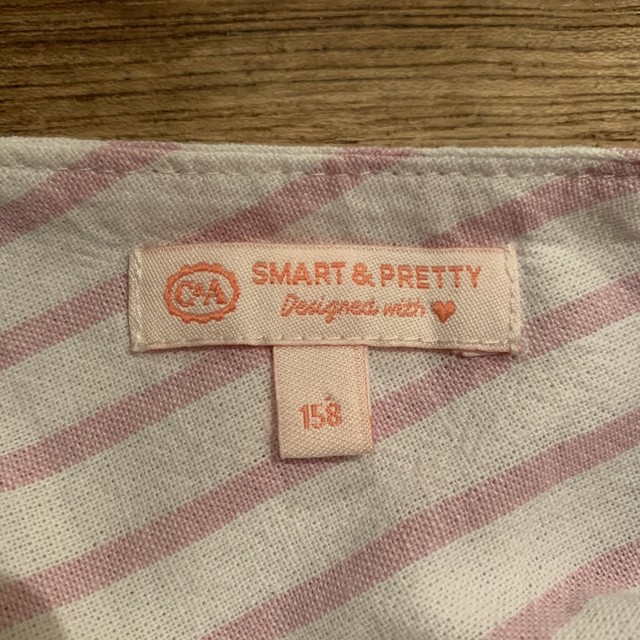 C&A
SMART & PRETTY
Designed with ♥
158